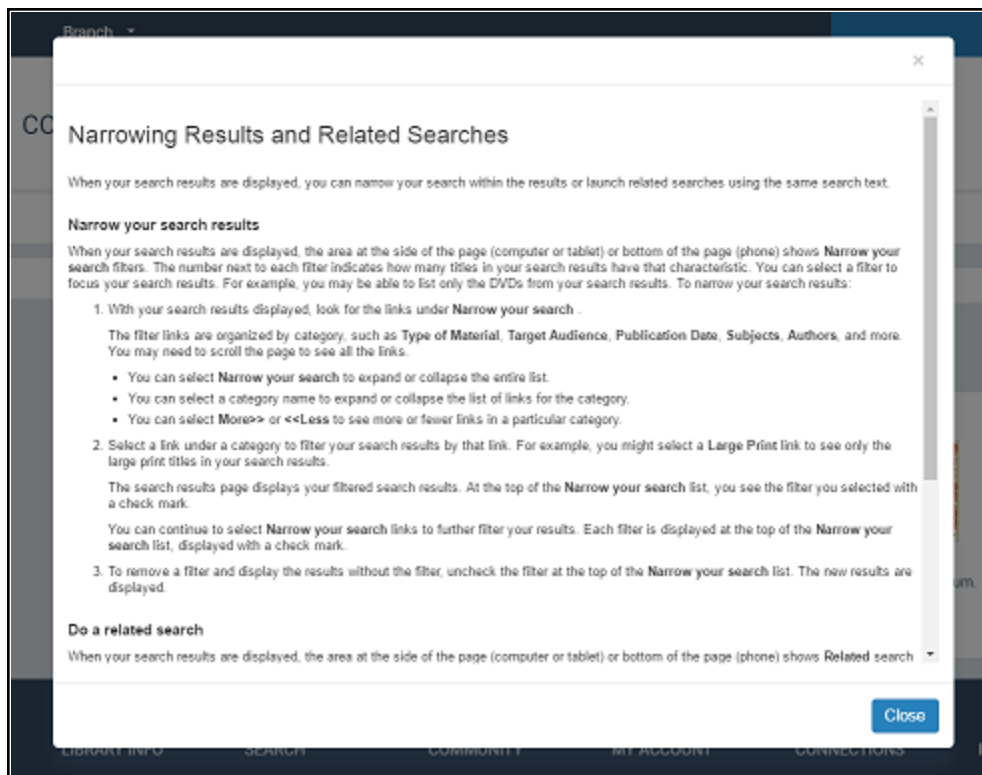 Branch
×
CO
Narrowing Results and Related Searches
When your search results are displayed, you can narrow your search within the results or launch related searches using the same search text.
Narrow your search results
When your search results are displayed, the area at the side of the page (computer or tablet) or bottom of the page (phone) shows Narrow your
search filters. The number next to each filter indicates how many titles in your search results have that characteristic. You can select a filter to
focus your search results. For example, you may be able to list only the DVDs from your search results. To narrow your search results:
1. With your search results displayed, look for the links under Narrow your search .
The filter links are organized by category, such as Type of Material, Target Audience, Publication Date, Subjects, Authors, and more.
You may need to scroll the page to see all the links.
• You can select Narrow your search to expand or collapse the entire list.
• You can select a category name to expand or collapse the list of links for the category.
• You can select More>> or <<Less to see more or fewer links in a particular category.
2. Select a link under a category to filter your search results by that link. For example, you might select a Large Print link to see only the
large print titles in your search results.
The search results page displays your filtered search results. At the top of the Narrow your search list, you see the filter you selected with
a check mark.
You can continue to select Narrow your search links to further filter your results. Each filter is displayed at the top of the Narrow your
search list, displayed with a check mark.
3. To remove a filter and display the results without the filter, uncheck the filter at the top of the Narrow your search list. The new results are
displayed.
um.
Do a related search
When your search results are displayed, the area at the side of the page (computer or tablet) or bottom of the page (phone) shows Related search
Close
LIBRARY INFO SEARCH COMMUNITY MY ACCOUNT CONNECTIONS